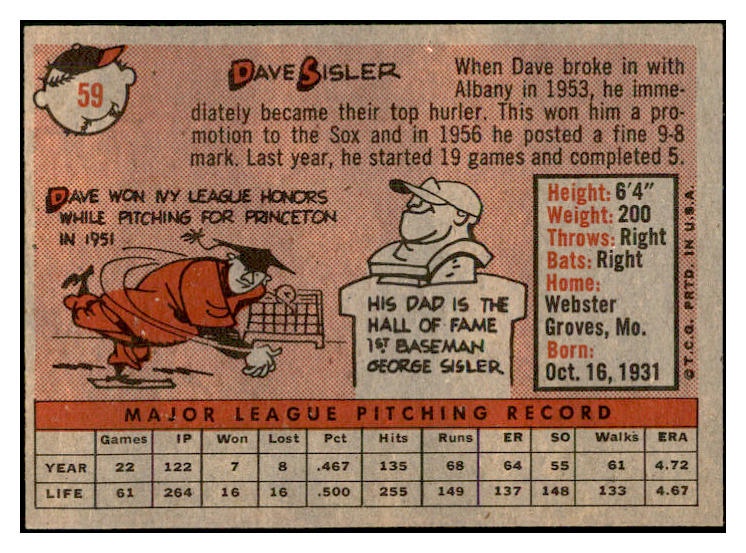 59
DAVE SISLER
When Dave broke in with
Albany in 1953, he imme-
diately became their top hurler. This won him a pro-
motion to the Sox and in 1956 he posted a fine 9-8
mark. Last year, he started 19 games and completed 5.
DAVE WON IVY LEAGUE HONORS
WHILE PITCHING FOR PRINCETON
IN 1951
HIS DAD IS THE
HALL OF FAME
1ST BASEMAN
GEORGE SISLER.
Height: 6'4"
Weight: 200
Throws: Right
Bats: Right
Home:
Webster
Groves, Mo.
Born:
Oct. 16, 1931
© T.C.G. PRTD. IN U.S.A.
MAJOR LEAGUE PITCHING RECORD
Games IP Won Lost Pct Hits Runs ER SO Walks ERA
YEAR 22 122 7 8 .467 135 68 64 55 61 4.72
LIFE 61 264 16 16 .500 255 149 137 148 133 4.67